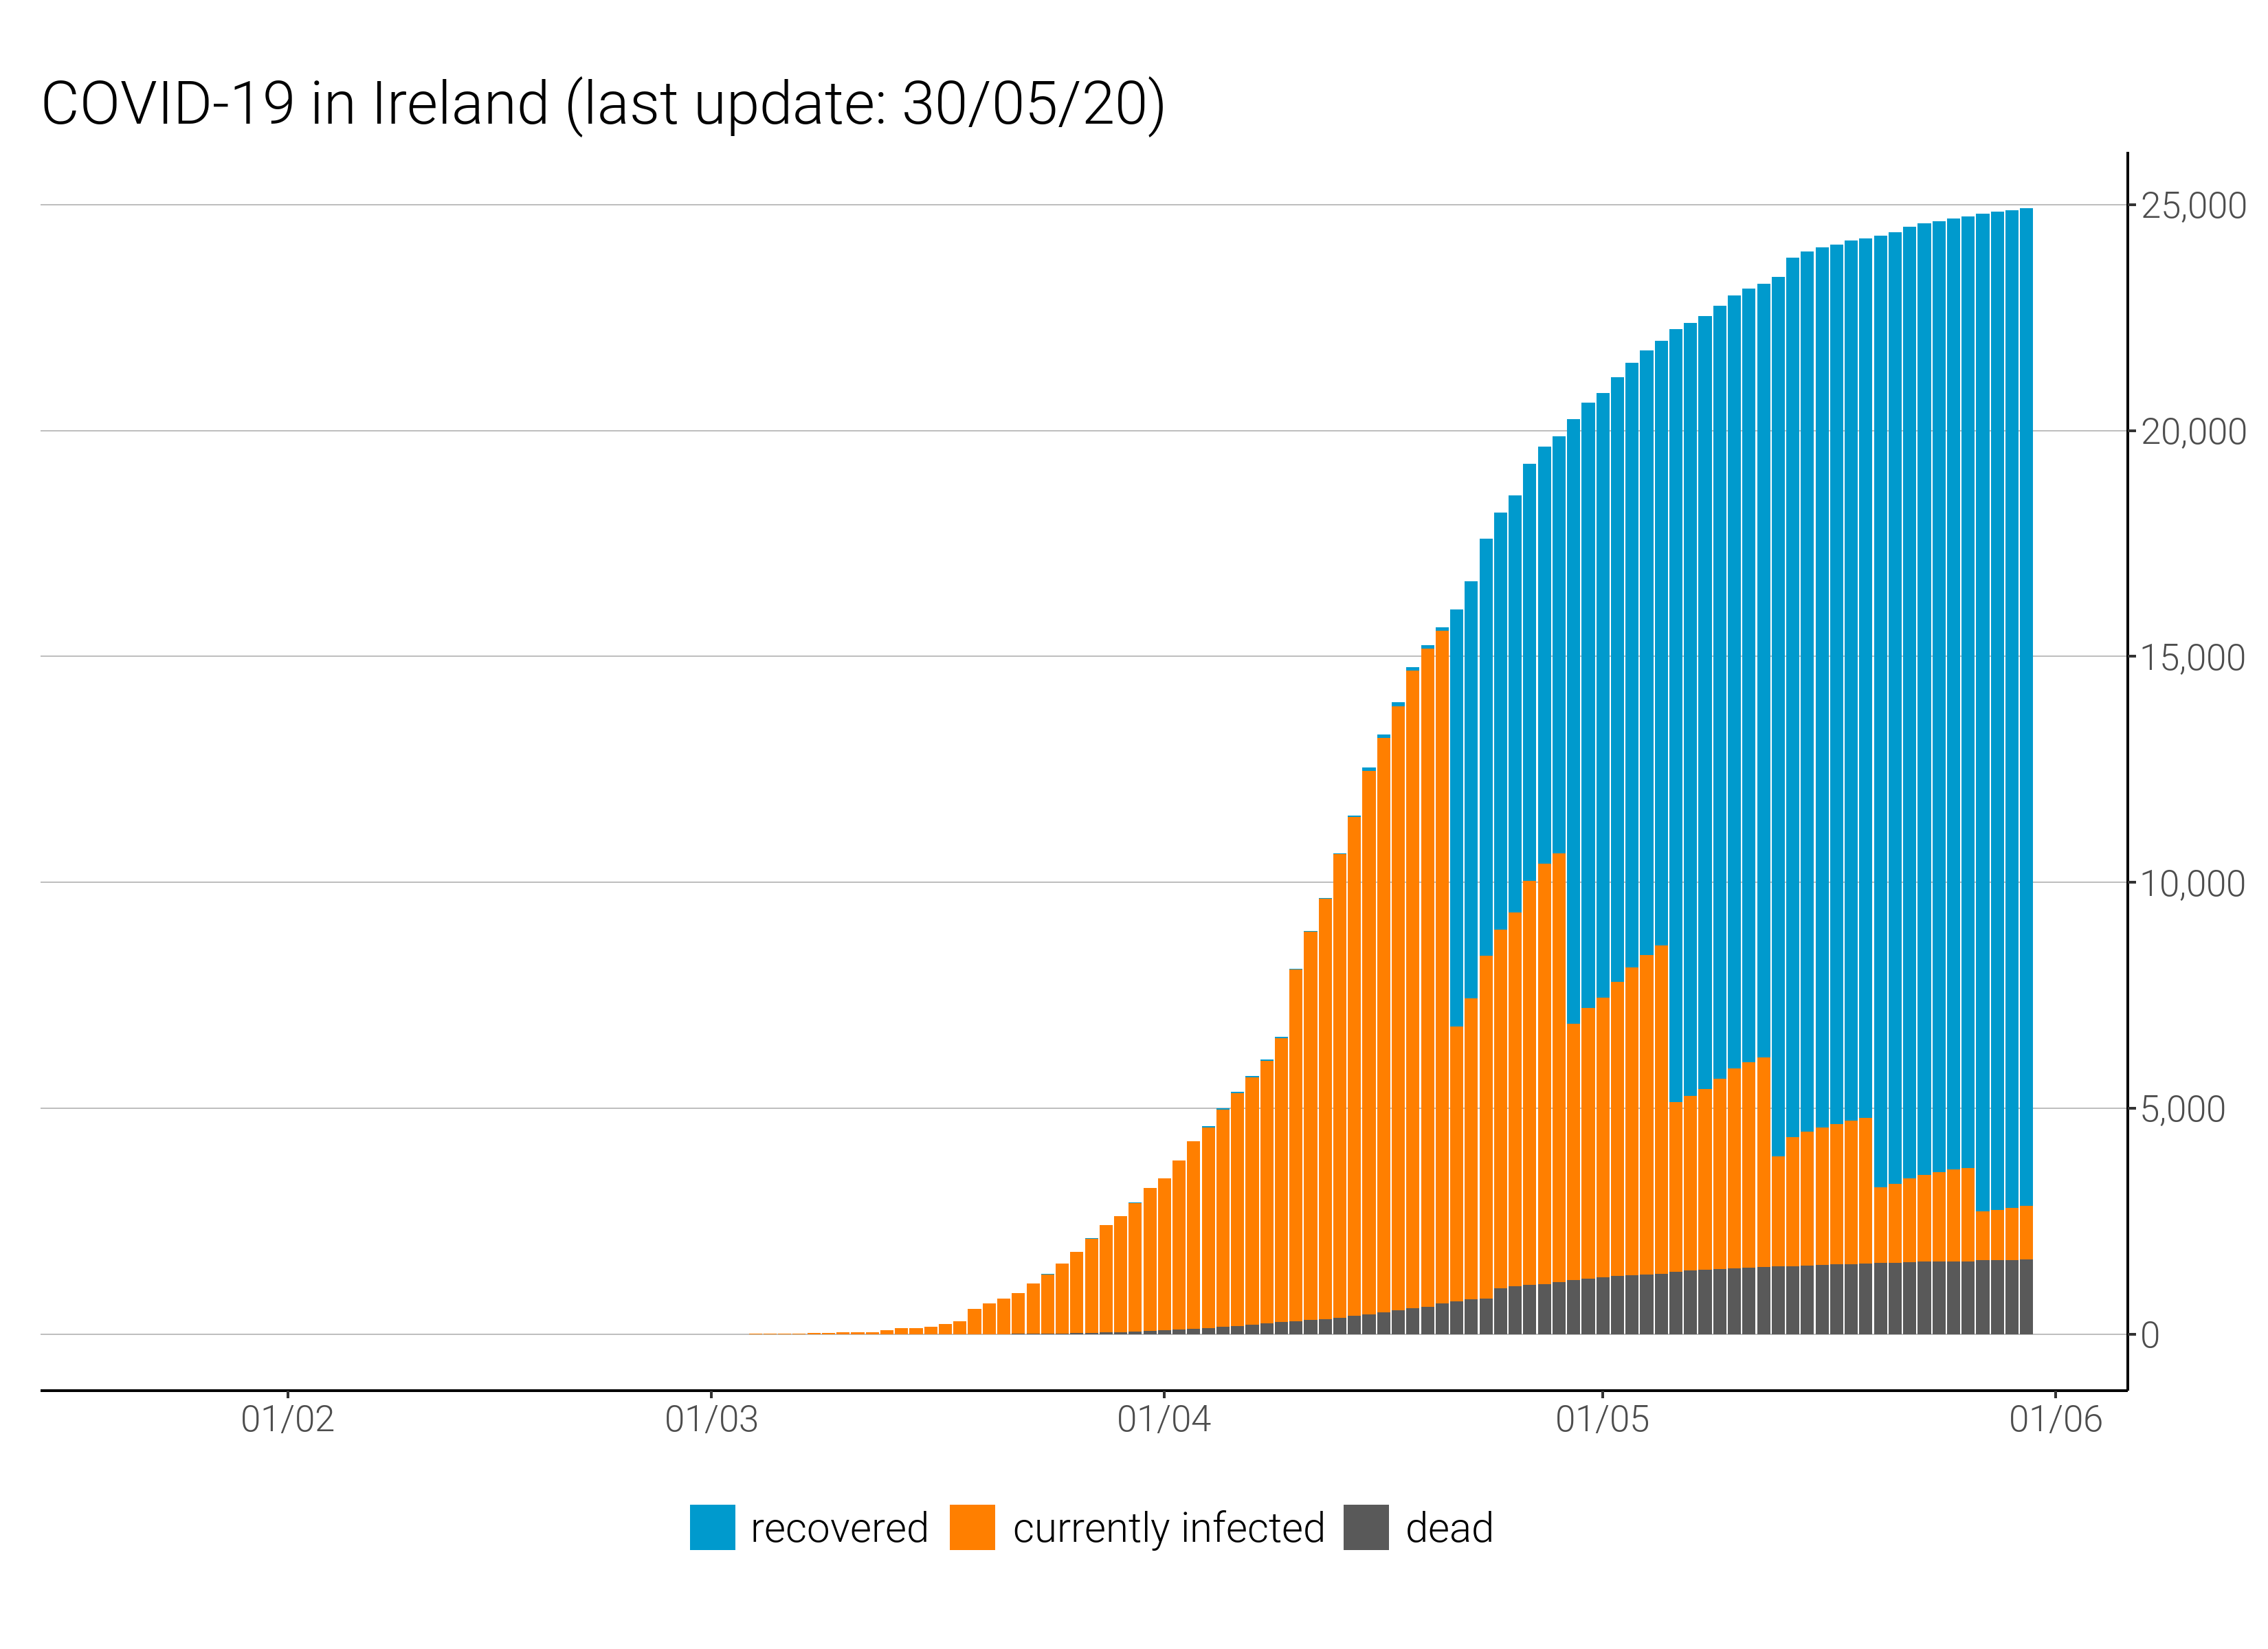 COVID-19 in Ireland (last update: 30/05/20)
25,000
20,000
15,000
10,000
5,000
0
01/02 01/03 01/04 01/05 01/06
recovered currently infected dead